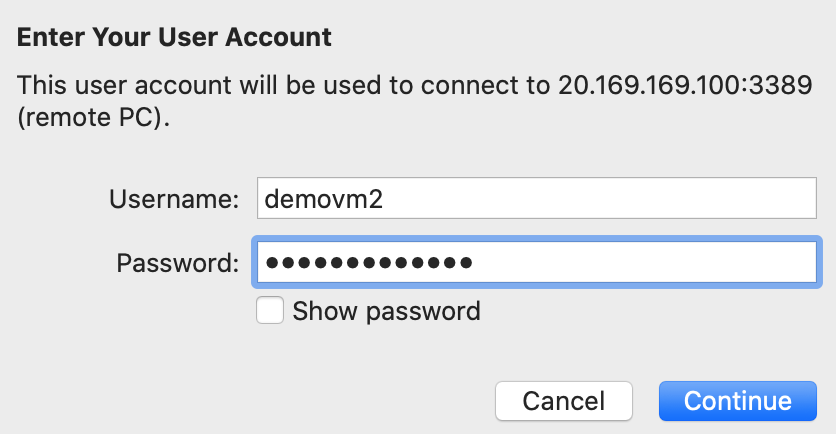 Enter Your User Account
This user account will be used to connect to 20.169.169.100:3389
(remote PC).
Username: demovm2
Password: •••••••••••••
Show password
Cancel Continue